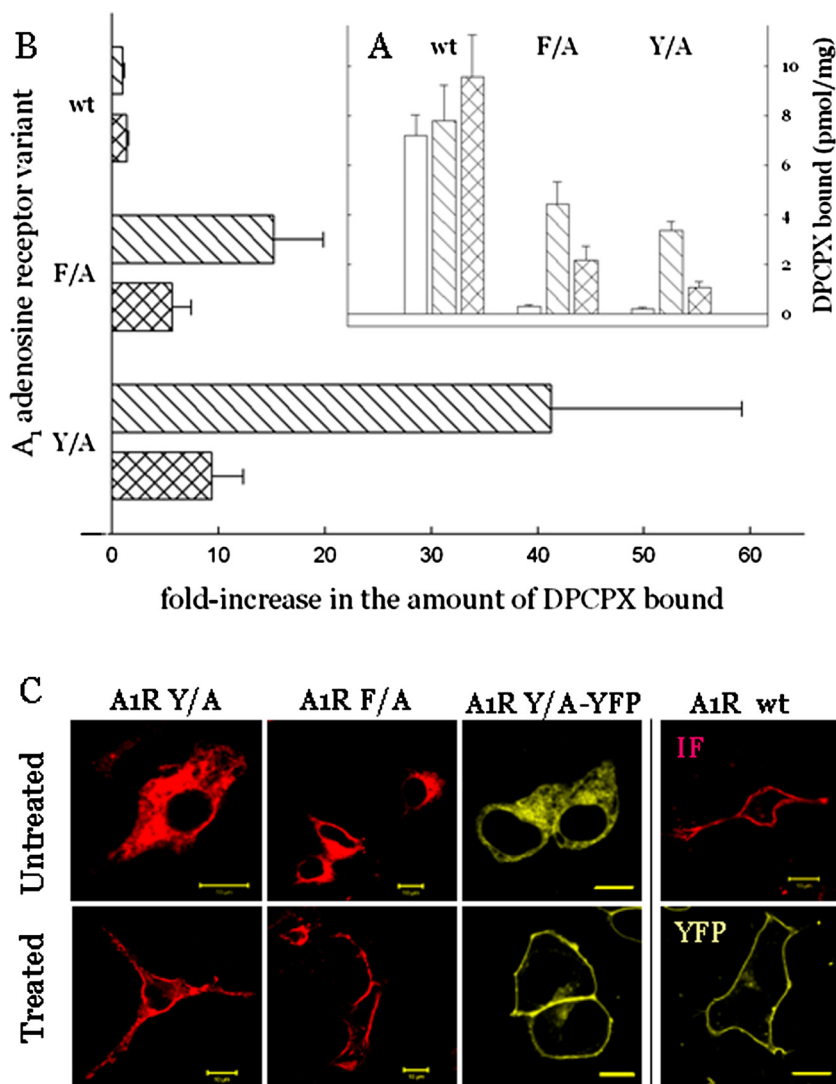 B
A₁ adenosine receptor variant
wt
F/A
Y/A
0 10 20 30 40 50 60
fold-increase in the amount of DPCPX bound
A
wt F/A Y/A
10
8
6
4
2
0
DPCPX bound (pmol/mg)
C
A1R Y/A A1R F/A A1R Y/A-YFP A1R wt
Untreated
IF
Treated
YFP